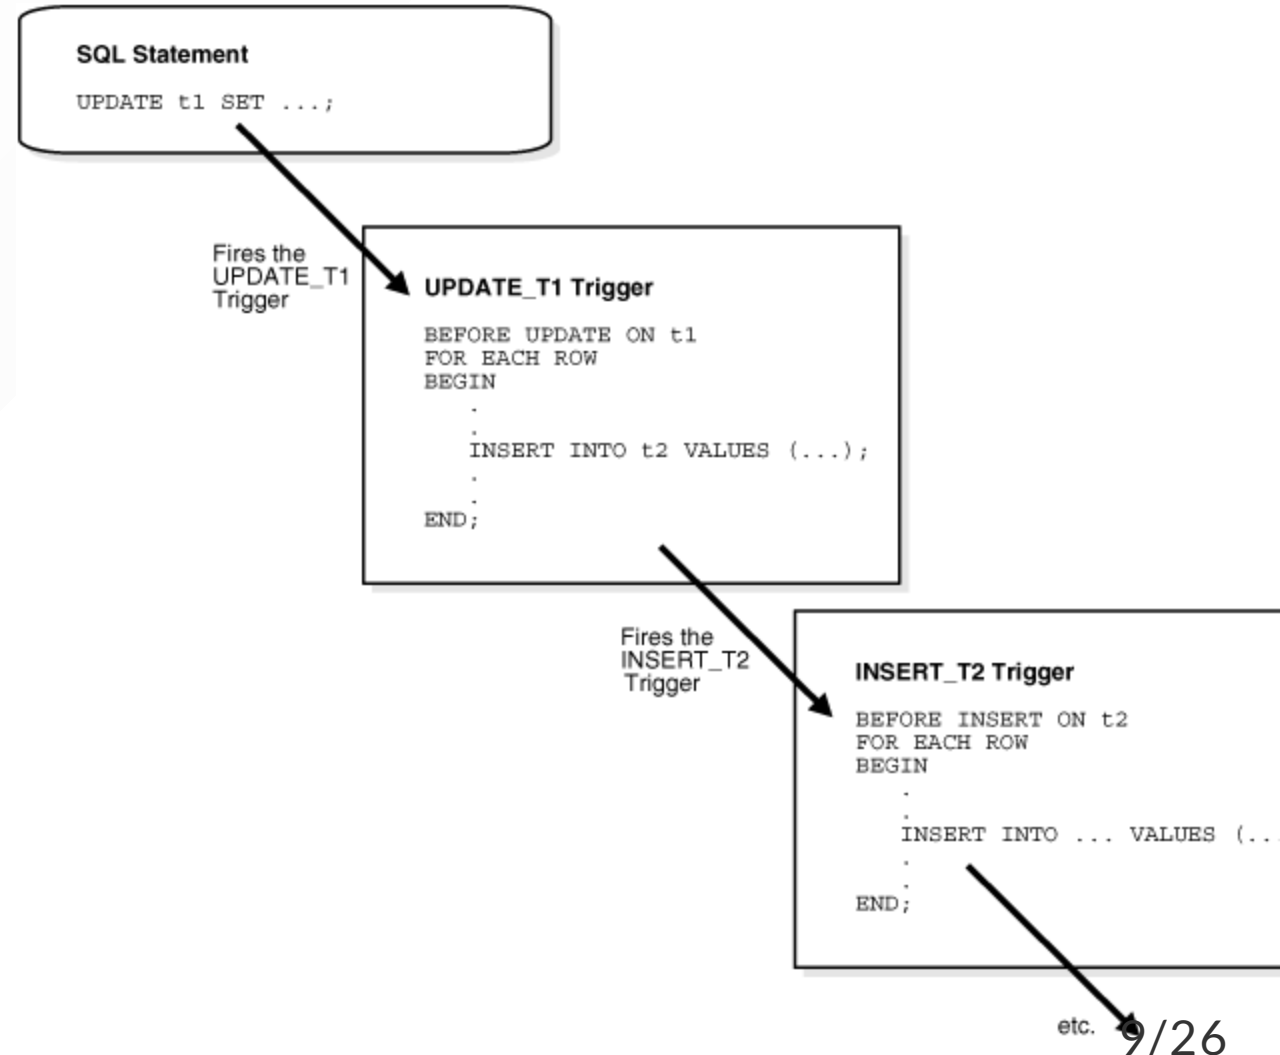 SQL Statement
UPDATE t1 SET ...;
Fires the
UPDATE_T1
Trigger
UPDATE_T1 Trigger
BEFORE UPDATE ON t1
FOR EACH ROW
BEGIN
.
.
INSERT INTO t2 VALUES (...);
.
.
END;
Fires the
INSERT_T2
Trigger
INSERT_T2 Trigger
BEFORE INSERT ON t2
FOR EACH ROW
BEGIN
.
.
INSERT INTO ... VALUES (..
.
.
END;
etc.
9/26